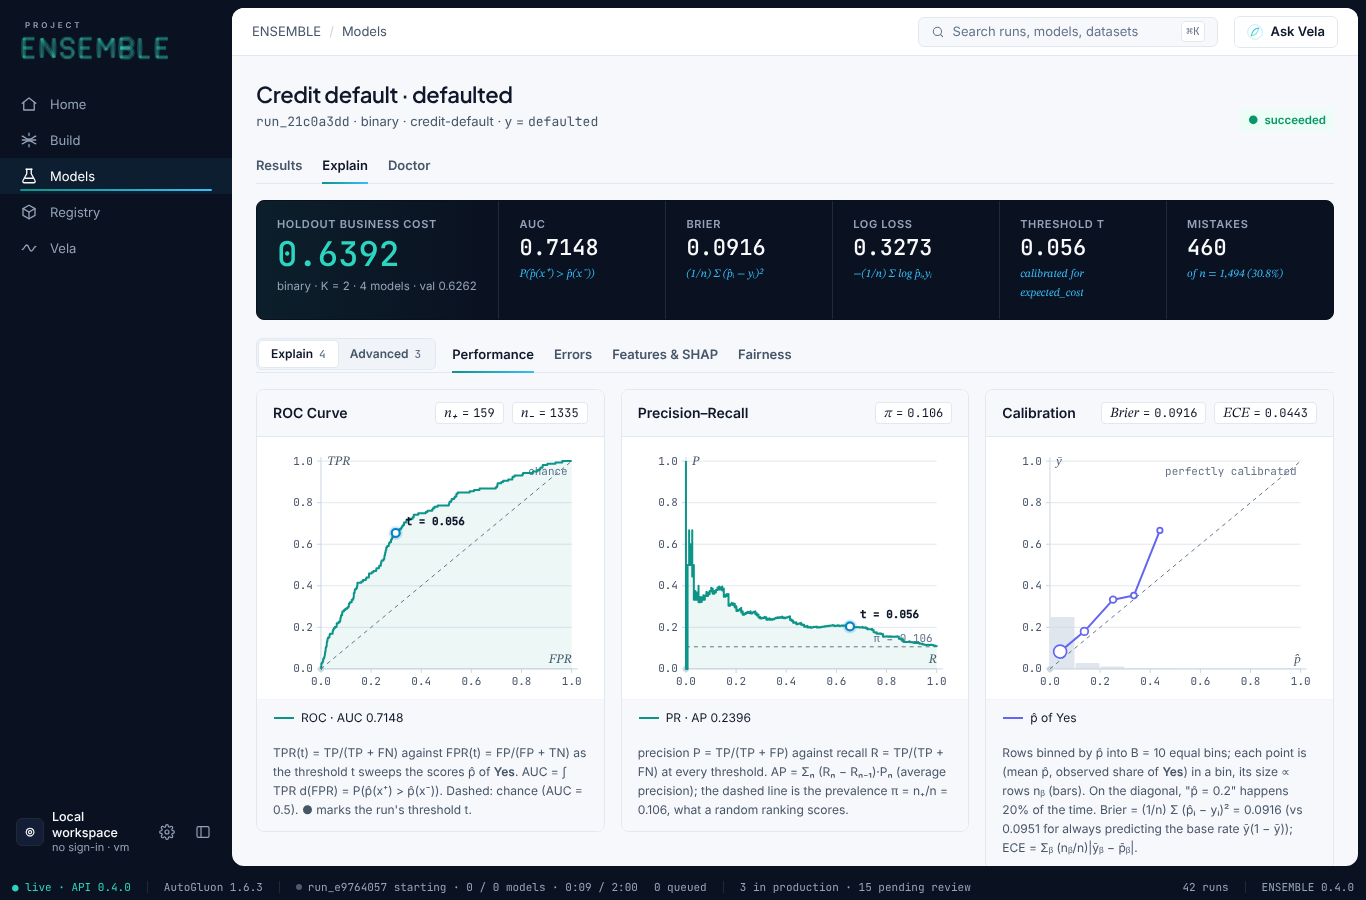 PROJECT
ENSEMBLE
Home
Build
Models
Registry
Vela
Local workspace
no sign-in · vm
ENSEMBLE / Models
Search runs, models, datasets ⌘K
Ask Vela
Credit default · defaulted
run_21c0a3dd · binary · credit-default · y = defaulted
succeeded
Results Explain Doctor
HOLDOUT BUSINESS COST
0.6392
binary · K = 2 · 4 models · val 0.6262
AUC
0.7148
P(p̂(x⁺) > p̂(x⁻))
BRIER
0.0916
(1/n) Σ (p̂ᵢ − yᵢ)²
LOG LOSS
0.3273
−(1/n) Σ log p̂ᵢ,yᵢ
THRESHOLD T
0.056
calibrated for
expected_cost
MISTAKES
460
of n = 1,494 (30.8%)
Explain 4 Advanced 3 Performance Errors Features & SHAP Fairness
ROC Curve n₊ = 159 n₋ = 1335
1.0 TPR
chance
0.8
t = 0.056
0.6
0.4
0.2
FPR
0.0
0.0 0.2 0.4 0.6 0.8 1.0
ROC · AUC 0.7148
TPR(t) = TP/(TP + FN) against FPR(t) = FP/(FP + TN) as
the threshold t sweeps the scores p̂ of Yes. AUC = ∫
TPR d(FPR) = P(p̂(x⁺) > p̂(x⁻)). Dashed: chance (AUC =
0.5). ● marks the run's threshold t.
Precision–Recall π = 0.106
1.0 P
0.8
0.6
0.4
t = 0.056
0.2
π = 0.106
R
0.0
0.0 0.2 0.4 0.6 0.8 1.0
PR · AP 0.2396
precision P = TP/(TP + FP) against recall R = TP/(TP +
FN) at every threshold. AP = Σₙ (Rₙ − Rₙ₋₁)·Pₙ (average
precision); the dashed line is the prevalence π = n₊/n =
0.106, what a random ranking scores.
Calibration Brier = 0.0916 ECE = 0.0443
1.0 ȳ
perfectly calibrated
0.8
0.6
0.4
0.2
p̂
0.0
0.0 0.2 0.4 0.6 0.8 1.0
p̂ of Yes
Rows binned by p̂ into B = 10 equal bins; each point is
(mean p̂, observed share of Yes) in a bin, its size ∝
rows nᵦ (bars). On the diagonal, "p̂ = 0.2" happens
20% of the time. Brier = (1/n) Σ (p̂ᵢ − yᵢ)² = 0.0916 (vs
0.0951 for always predicting the base rate ȳ(1 − ȳ));
ECE = Σᵦ (nᵦ/n)|ȳᵦ − p̄ᵦ|.
live · API 0.4.0 AutoGluon 1.6.3 run_e9764057 starting · 0 / 0 models · 0:09 / 2:00 0 queued 3 in production · 15 pending review 42 runs ENSEMBLE 0.4.0